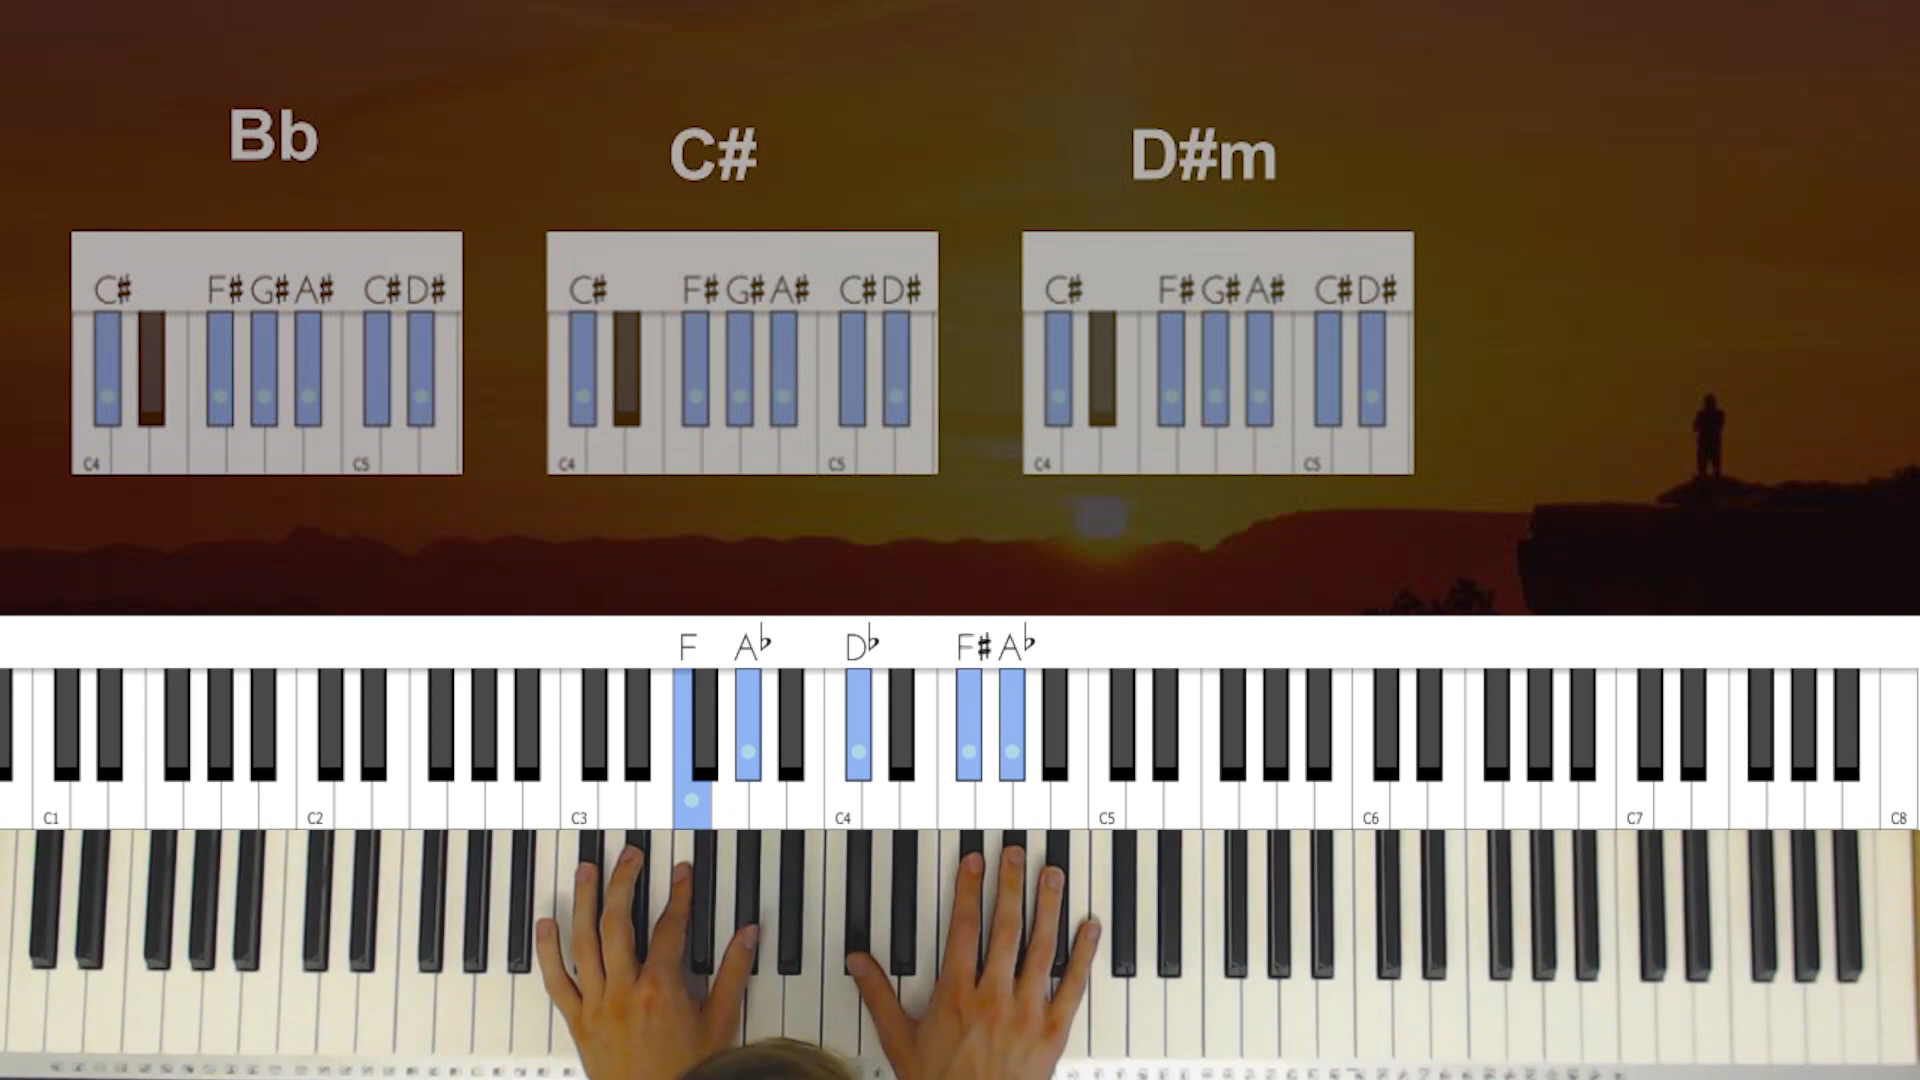 Bb
C#
D#m
C# F# G# A# C# D#
C4 C5
C# F# G# A# C# D#
C4 C5
C# F# G# A# C# D#
C4 C5
F A♭ D♭ F# A♭
C1 C2 C3 C4 C5 C6 C7 C8